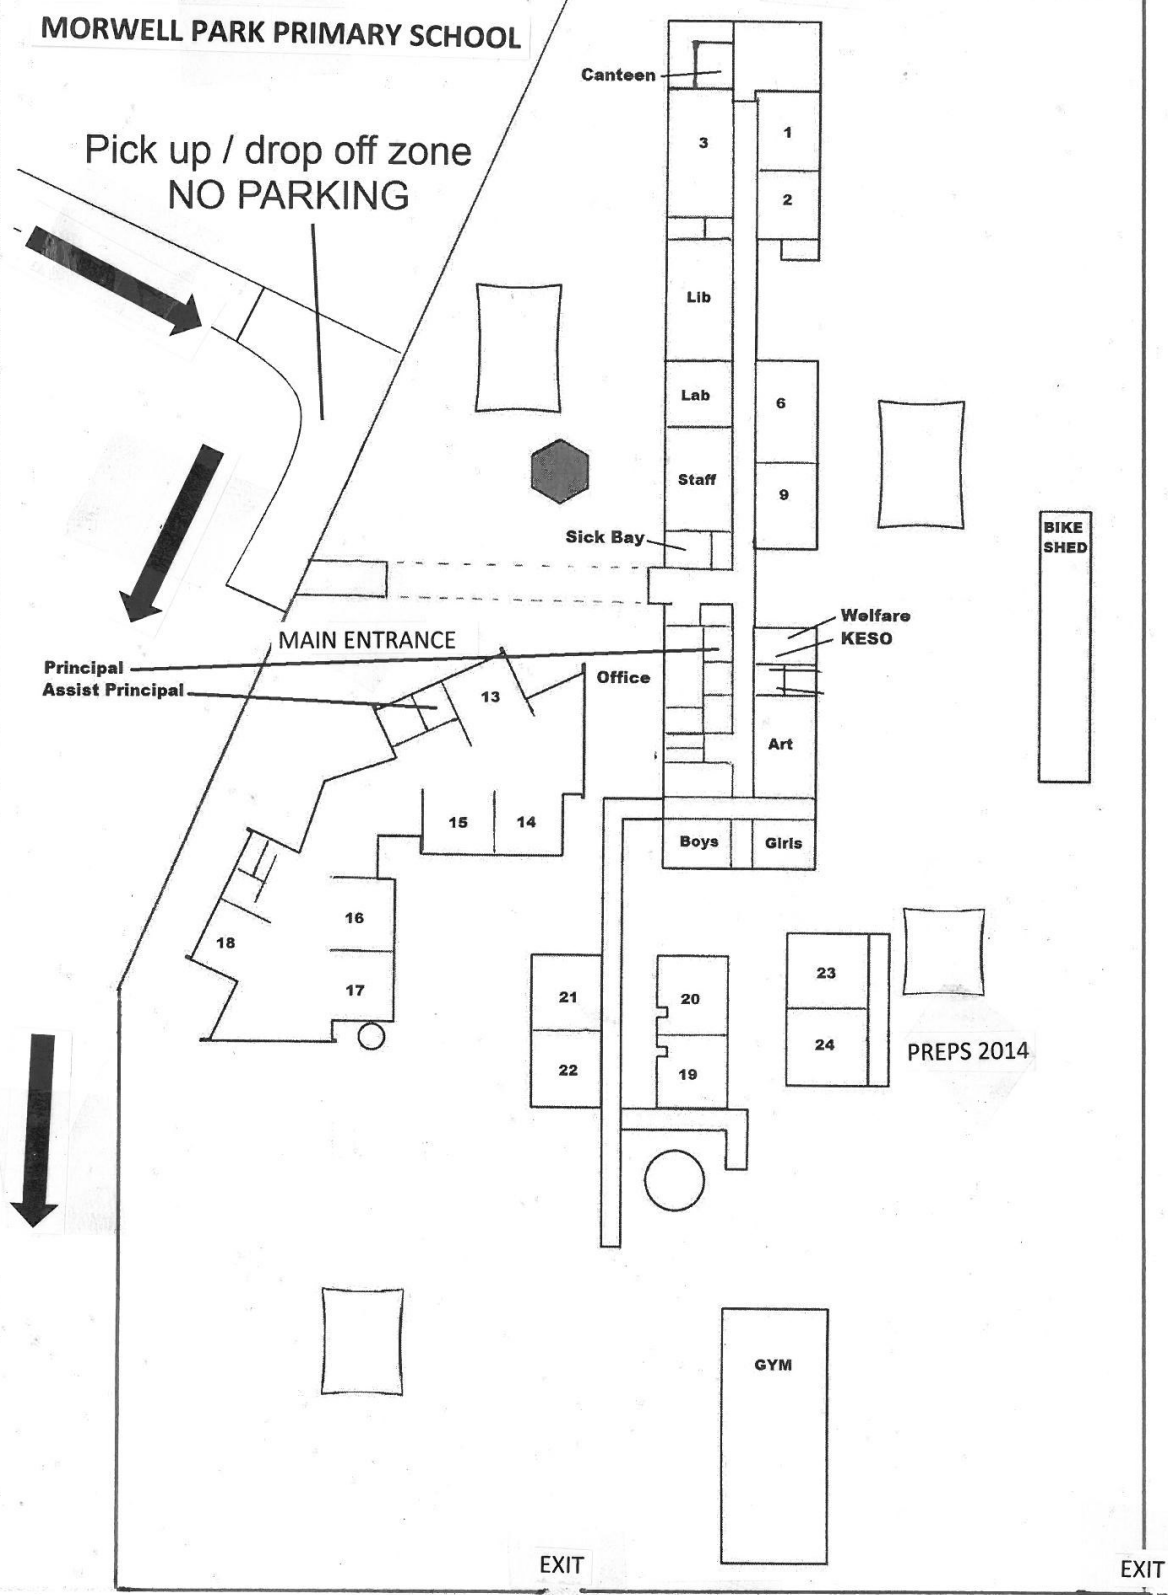 MORWELL PARK PRIMARY SCHOOL
Canteen
Pick up / drop off zone
NO PARKING
3
1
2
Lib
Lab
6
Staff
9
Sick Bay
BIKE
SHED
Welfare
KESO
MAIN ENTRANCE
Principal
Assist Principal
Office
13
Art
15
14
Boys
Girls
16
18
17
21
20
23
22
19
24
PREPS 2014
GYM
EXIT
EXIT